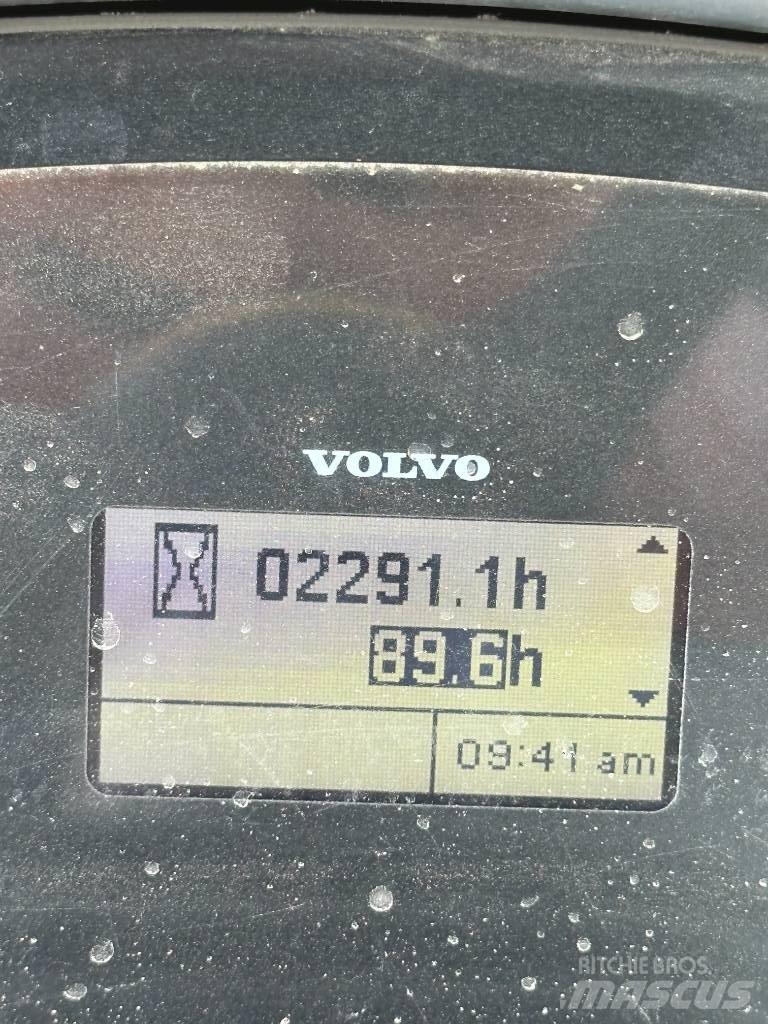 VOLVO
02291.1h
89.6h
09:41 am
RITCHIE BROS.
MASCUS